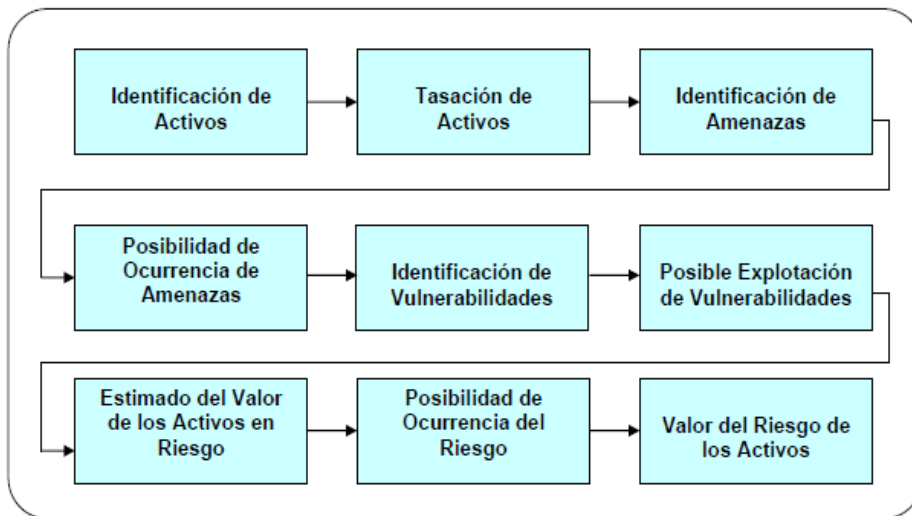 Identificación de
Activos
Tasación de
Activos
Identificación de
Amenazas
Posibilidad de
Ocurrencia de
Amenazas
Identificación de
Vulnerabilidades
Posible Explotación
de Vulnerabilidades
Estimado del Valor
de los Activos en
Riesgo
Posibilidad de
Ocurrencia del
Riesgo
Valor del Riesgo de
los Activos